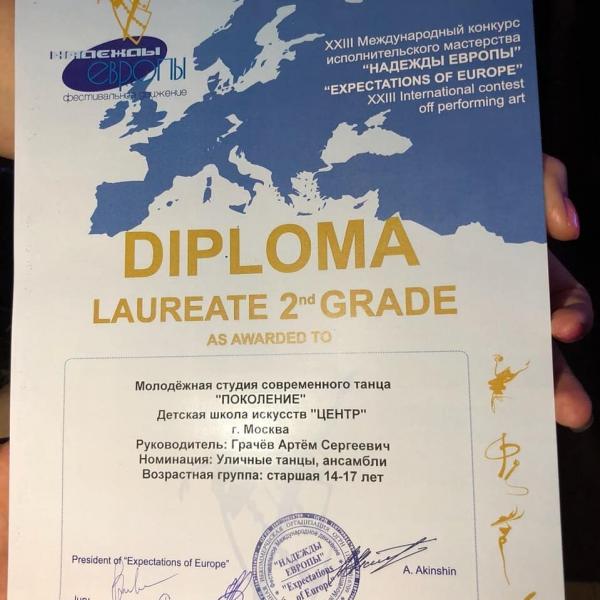 НАДЕЖДЫ
ЕВРОПЫ
фестивальное движение
XXIII Международный конкурс
исполнительского мастерства
"НАДЕЖДЫ ЕВРОПЫ"
"EXPECTATIONS OF EUROPE"
XXIII International contest
off performing art
DIPLOMA
LAUREATE 2nd GRADE
AS AWARDED TO
Молодёжная студия современного танца
"ПОКОЛЕНИЕ"
Детская школа искусств "ЦЕНТР"
г. Москва
Руководитель: Грачёв Артём Сергеевич
Номинация: Уличные танцы, ансамбли
Возрастная группа: старшая 14-17 лет
President of "Expectations of Europe"
A. Akinshin
"НАДЕЖДЫ
ЕВРОПЫ"
"Expectations
of Europe"